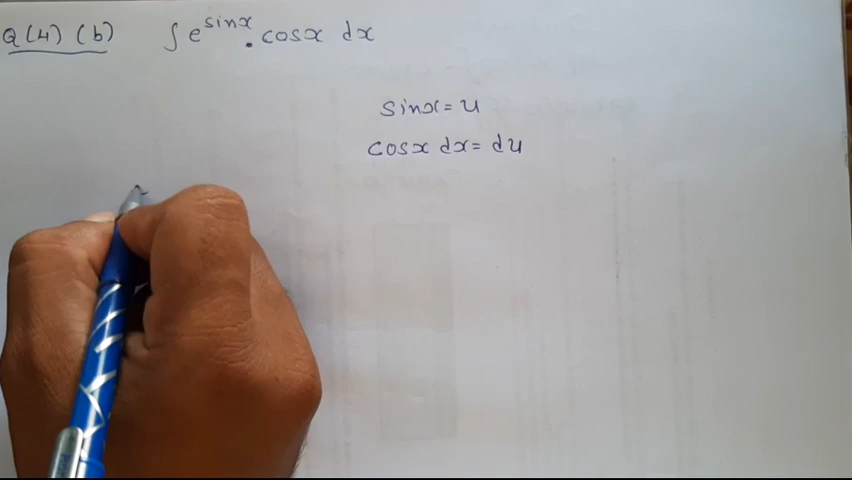 Q(4) (b) ∫ e^sinx . cosx dx
sinx = u
cosx dx = du